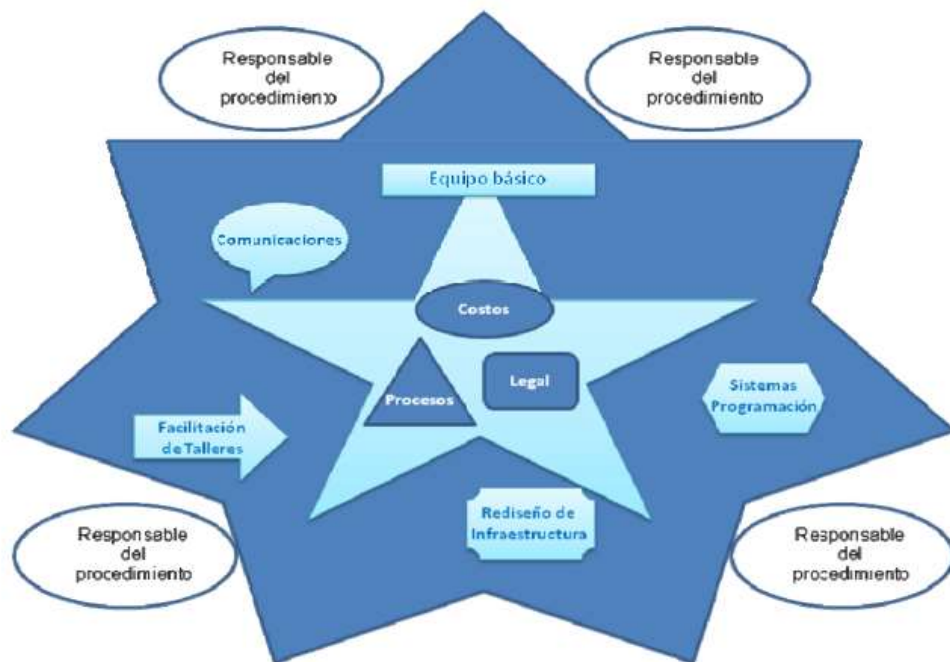 Responsable
del
procedimiento
Responsable
del
procedimiento
Equipo básico
Comunicaciones
Costos
Procesos
Legal
Sistemas
Programación
Facilitación
de Talleres
Rediseño de
Infraestructura
Responsable
del
procedimiento
Responsable
del
procedimiento